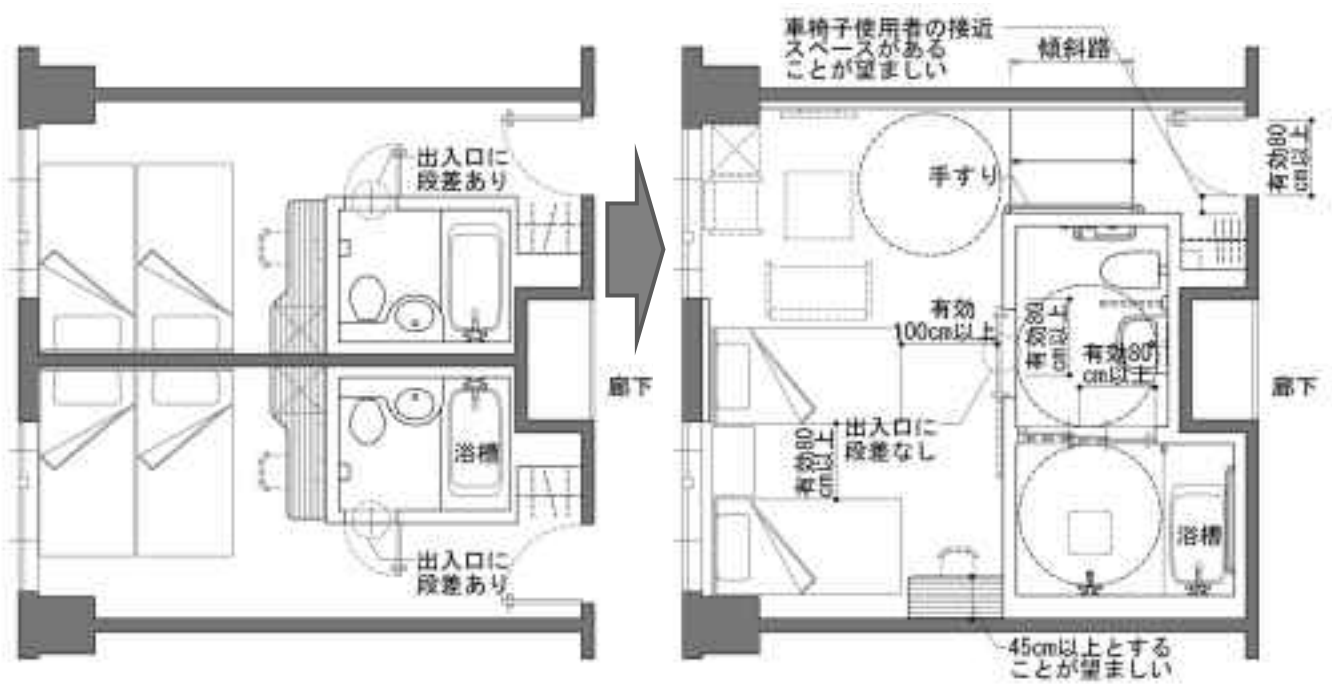 出入口に
段差あり
廊下
浴槽
出入口に
段差あり
車椅子使用者の接近
スペースがある
ことが望ましい
傾斜路
有効80
cm以上
手すり
有効
100cm以上
有効80
cm以上
有効80
cm以上
廊下
出入口に
段差なし
有効80
cm以上
浴槽
45cm以上とする
ことが望ましい